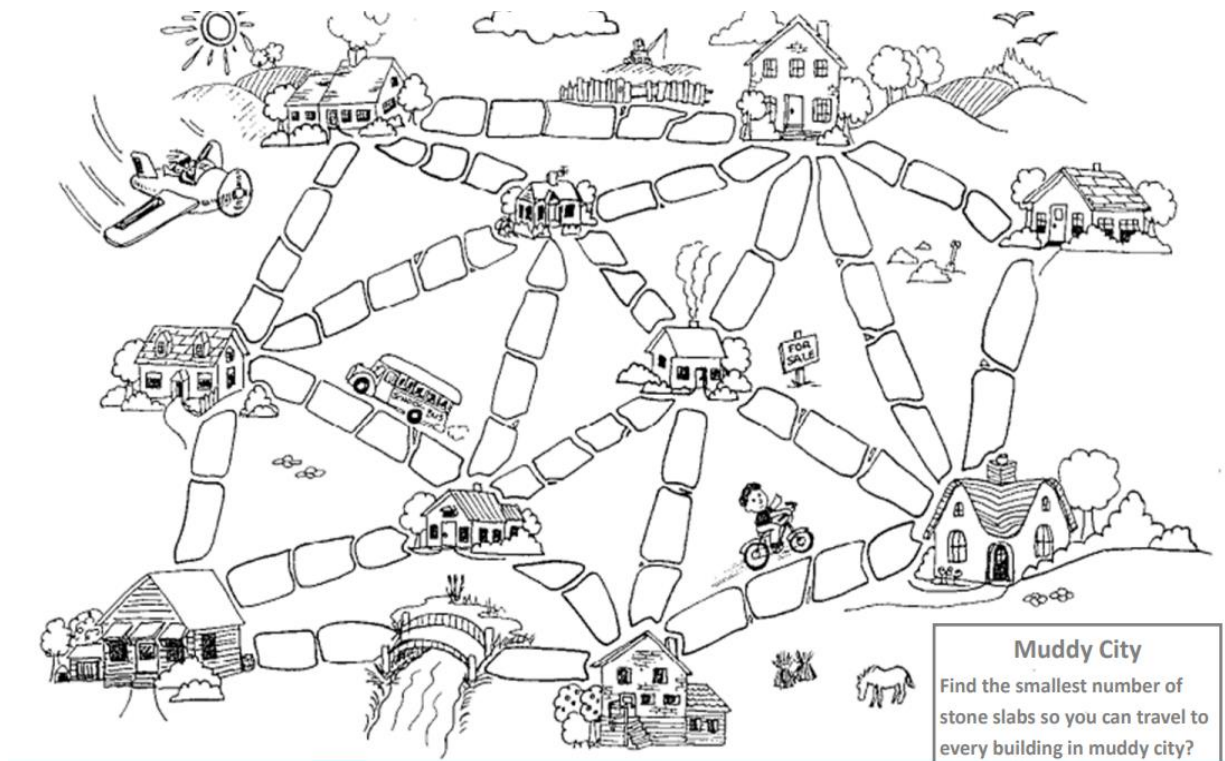 FOR
SALE
SCHOOL BUS
Muddy City
Find the smallest number of
stone slabs so you can travel to
every building in muddy city?